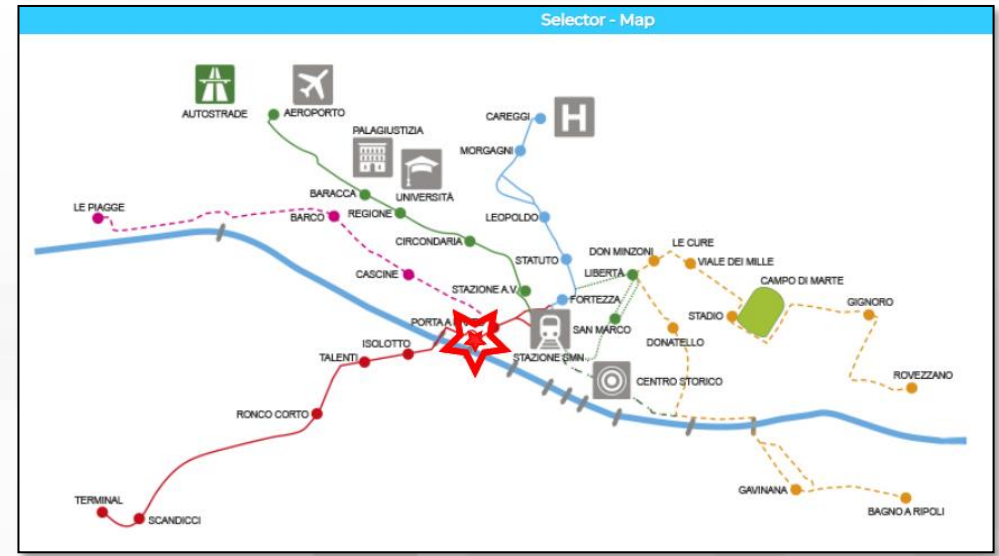 Selector - Map
AUTOSTRADE
AEROPORTO
CAREGGI
H
PALAGIUSTIZIA
MORGAGNI
BARACCA
UNIVERSITÀ
LE PIAGGE
BARCO
REGIONE
LEOPOLDO
CIRCONDARIA
DON MINZONI
LE CURE
STATUTO
VIALE DEI MILLE
CASCINE
LIBERTÀ
CAMPO DI MARTE
STAZIONE A.V.
FORTEZZA
GIGNORO
PORTA A
SAN MARCO
STADIO
ISOLOTTO
DONATELLO
TALENTI
STAZIONE SMN
ROVEZZANO
CENTRO STORICO
RONCO CORTO
GAVINANA
TERMINAL
SCANDICCI
BAGNO A RIPOLI